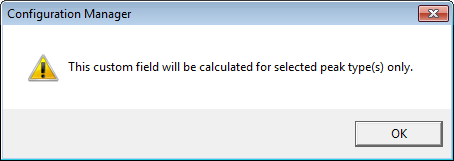 Configuration Manager
This custom field will be calculated for selected peak type(s) only.
OK